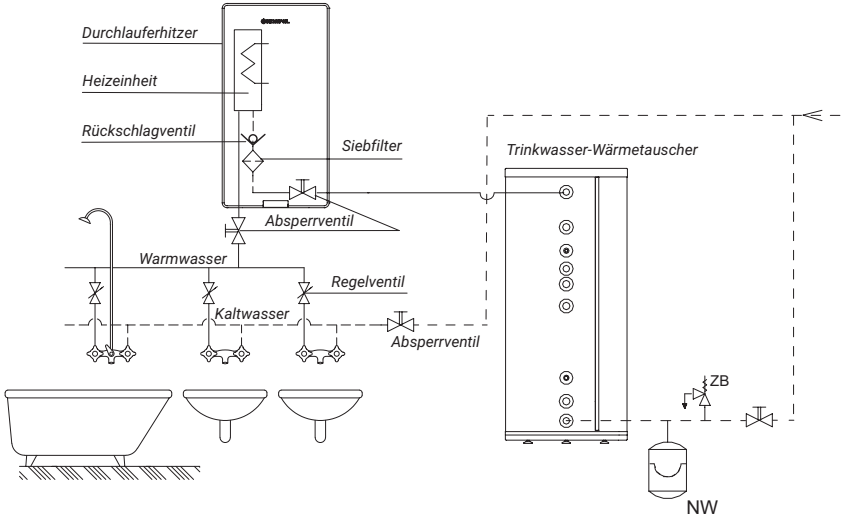 Durchlauferhitzer
Heizeinheit
Rückschlagventil
Siebfilter
Trinkwasser-Wärmetauscher
Absperrventil
Warmwasser
Regelventil
Kaltwasser
Absperrventil
ZB
NW